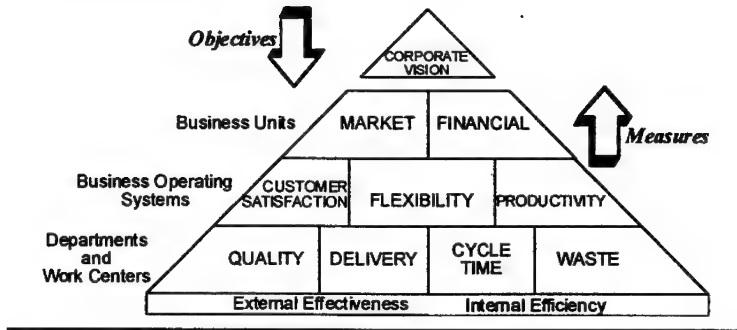 Objectives
CORPORATE
VISION
Business Units
MARKET
FINANCIAL
Measures
Business Operating
Systems
CUSTOMER
SATISFACTION
FLEXIBILITY
PRODUCTIVITY
Departments
and
Work Centers
QUALITY
DELIVERY
CYCLE
TIME
WASTE
External Effectiveness
Internal Efficiency